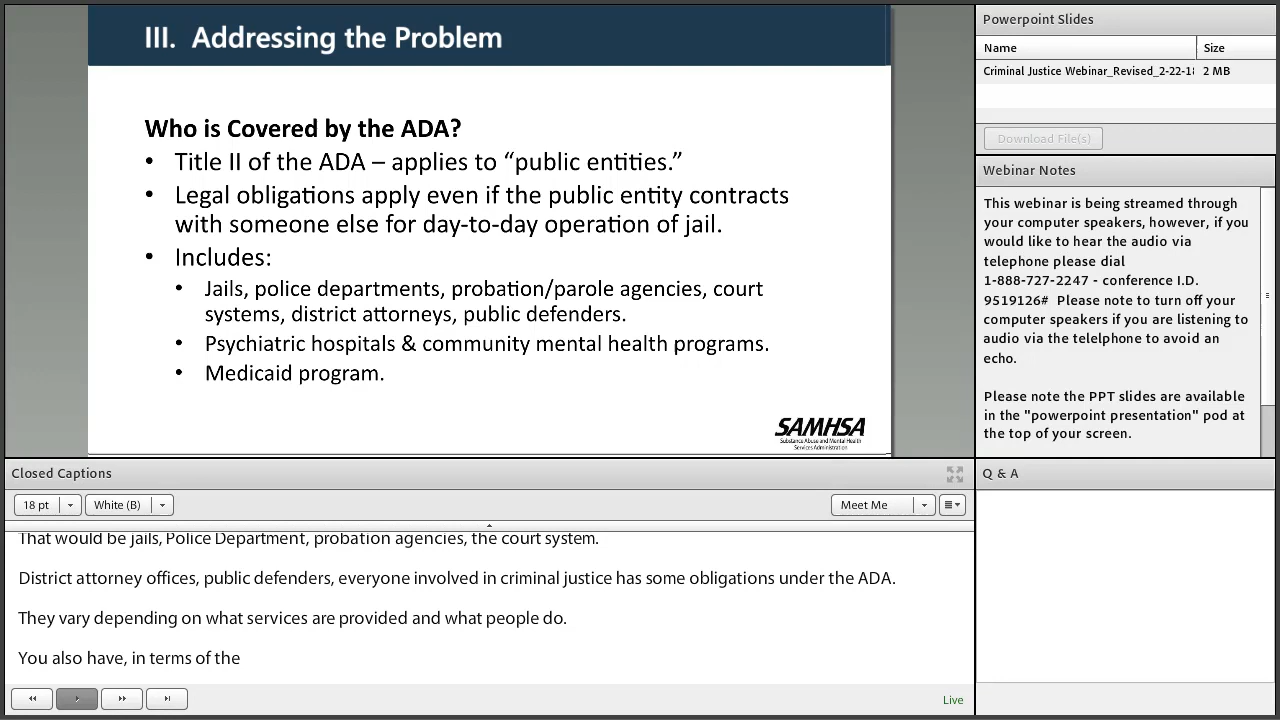 III. Addressing the Problem
Who is Covered by the ADA?
• Title II of the ADA – applies to “public entities.”
• Legal obligations apply even if the public entity contracts
with someone else for day-to-day operation of jail.
• Includes:
• Jails, police departments, probation/parole agencies, court
systems, district attorneys, public defenders.
• Psychiatric hospitals & community mental health programs.
• Medicaid program.
SAMHSA
Substance Abuse and Mental Health
Services Administration
Powerpoint Slides
Name Size
Criminal Justice Webinar_Revised_2-22-18 2 MB
Download File(s)
Webinar Notes
This webinar is being streamed through
your computer speakers, however, if you
would like to hear the audio via
telephone please dial
1-888-727-2247 - conference I.D.
9519126# Please note to turn off your
computer speakers if you are listening to
audio via the telelphone to avoid an
echo.
Please note the PPT slides are available
in the "powerpoint presentation" pod at
the top of your screen.
Closed Captions
18 pt White (B) Meet Me
That would be jails, Police Department, probation agencies, the court system.
District attorney offices, public defenders, everyone involved in criminal justice has some obligations under the ADA.
They vary depending on what services are provided and what people do.
You also have, in terms of the
Live
Q & A